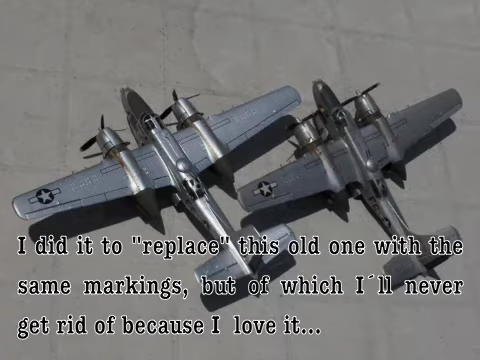 I did it to "replace" this old one with the
same markings, but of which I´ll never
get rid of because I love it...